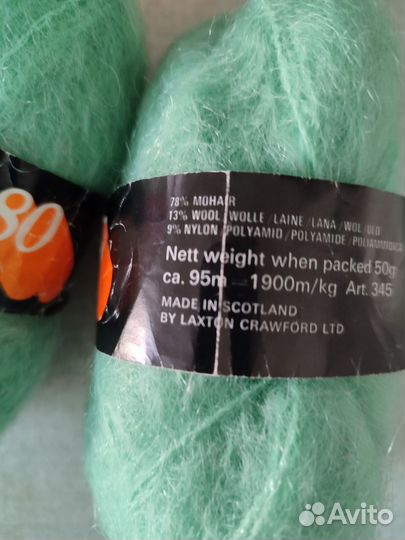 80
78% MOHAIR
13% WOOL / WOLLE / LAINE / LANA / WOL / ULD
9% NYLON / POLYAMID / POLYAMIDE /
Nett weight when packed 50g
ca. 95m - 1900m/kg Art. 345
MADE IN SCOTLAND
BY LAXTON CRAWFORD LTD
Avito